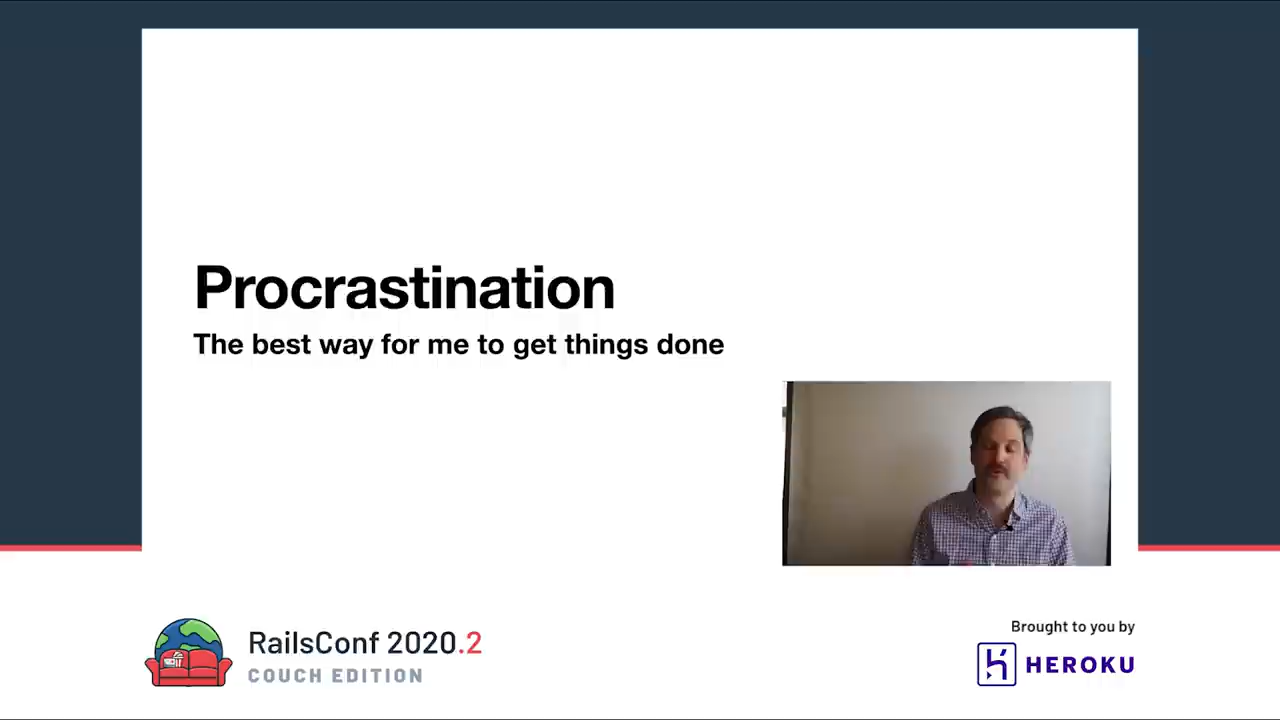 Procrastination
The best way for me to get things done
RailsConf 2020.2
COUCH EDITION
Brought to you by
HEROKU